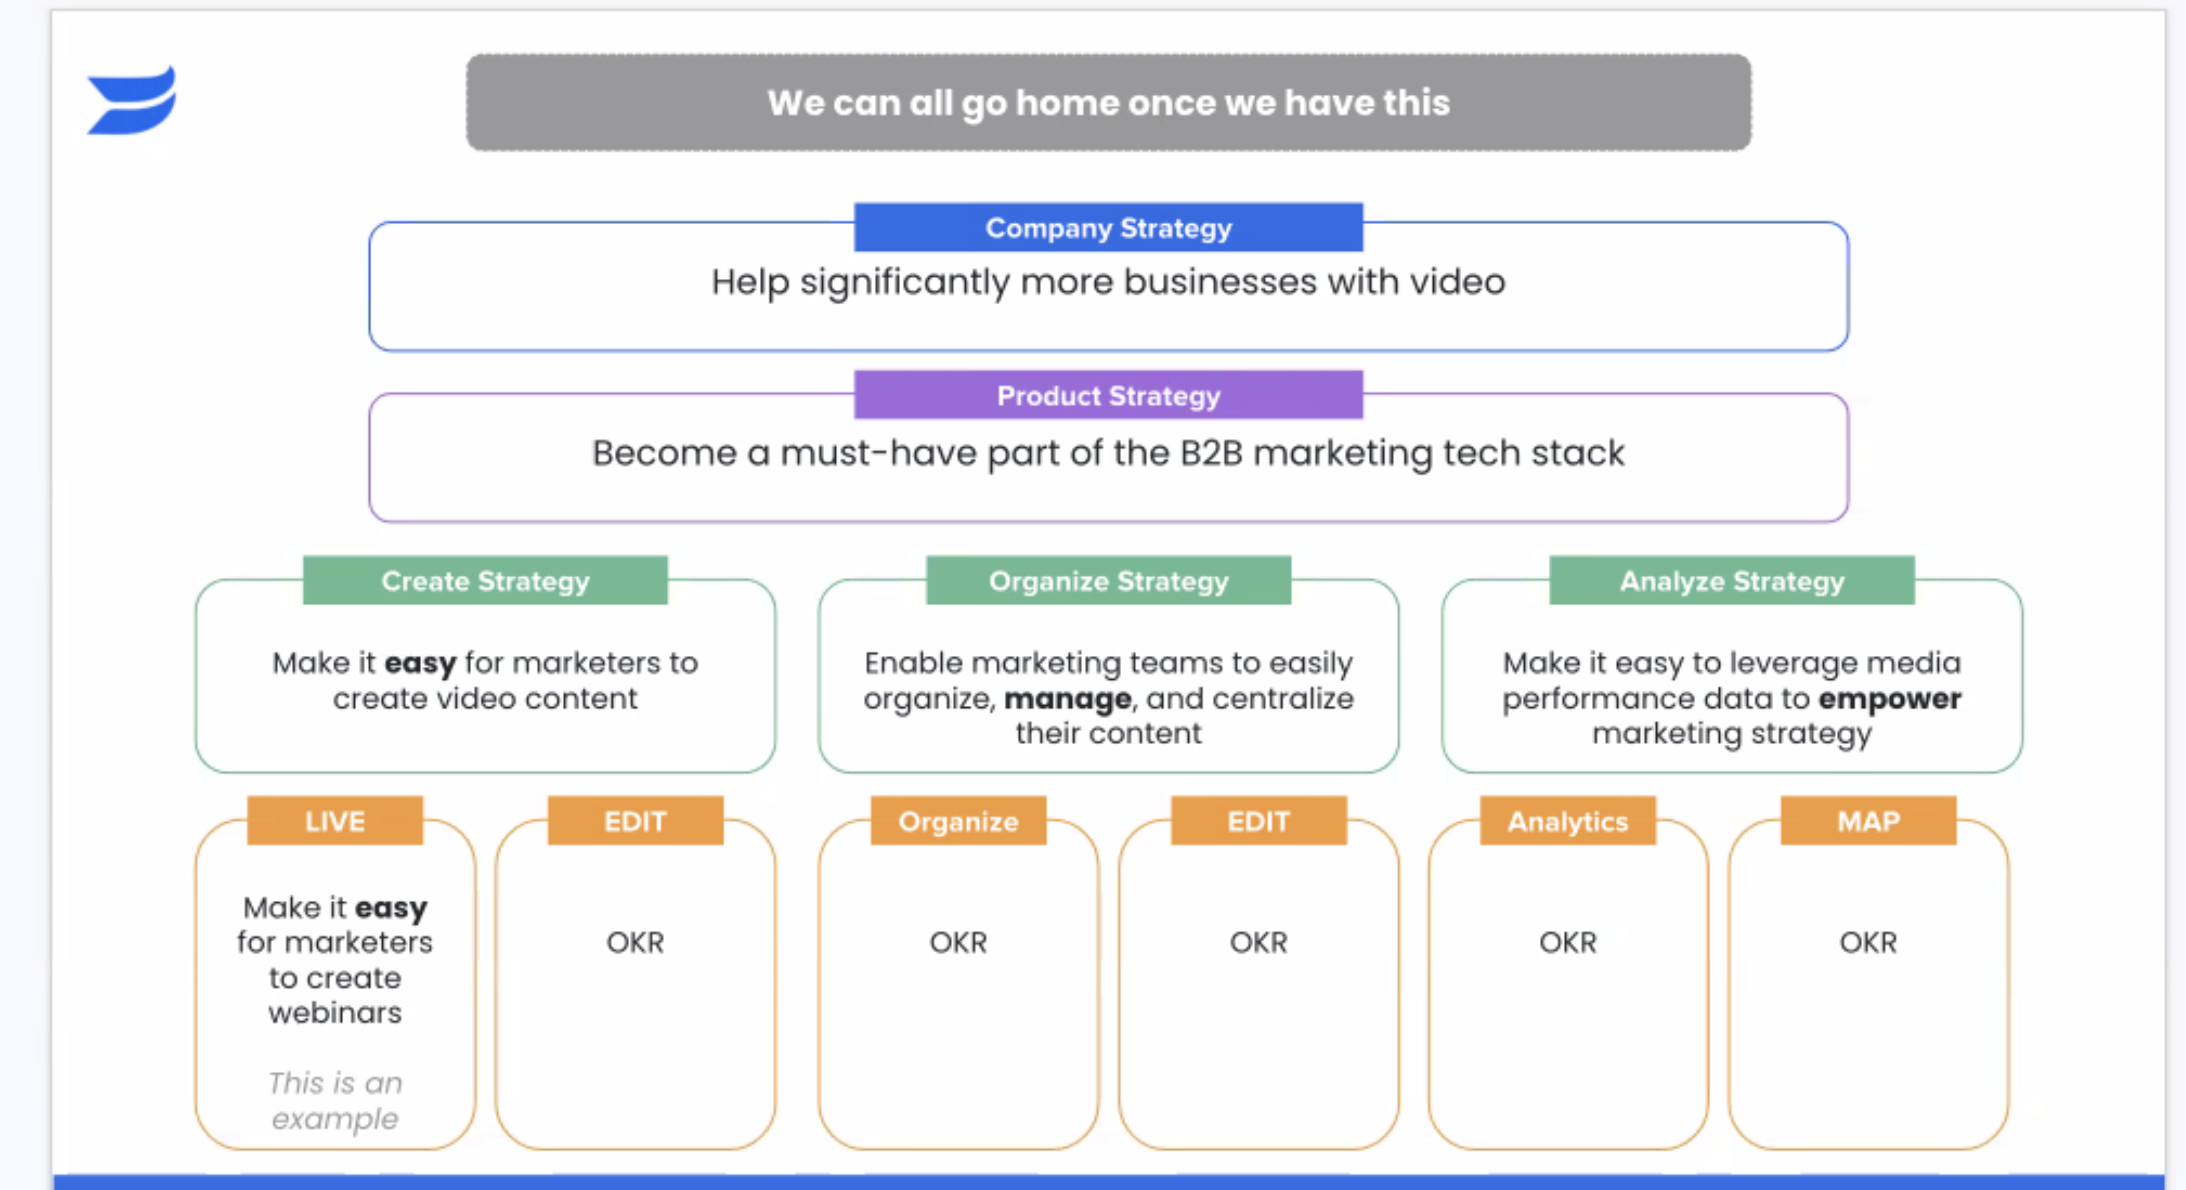 We can all go home once we have this
Company Strategy
Help significantly more businesses with video
Product Strategy
Become a must-have part of the B2B marketing tech stack
Create Strategy
Make it easy for marketers to
create video content
Organize Strategy
Enable marketing teams to easily
organize, manage, and centralize
their content
Analyze Strategy
Make it easy to leverage media
performance data to empower
marketing strategy
LIVE
Make it easy
for marketers
to create
webinars
This is an
example
EDIT
OKR
Organize
OKR
EDIT
OKR
Analytics
OKR
MAP
OKR